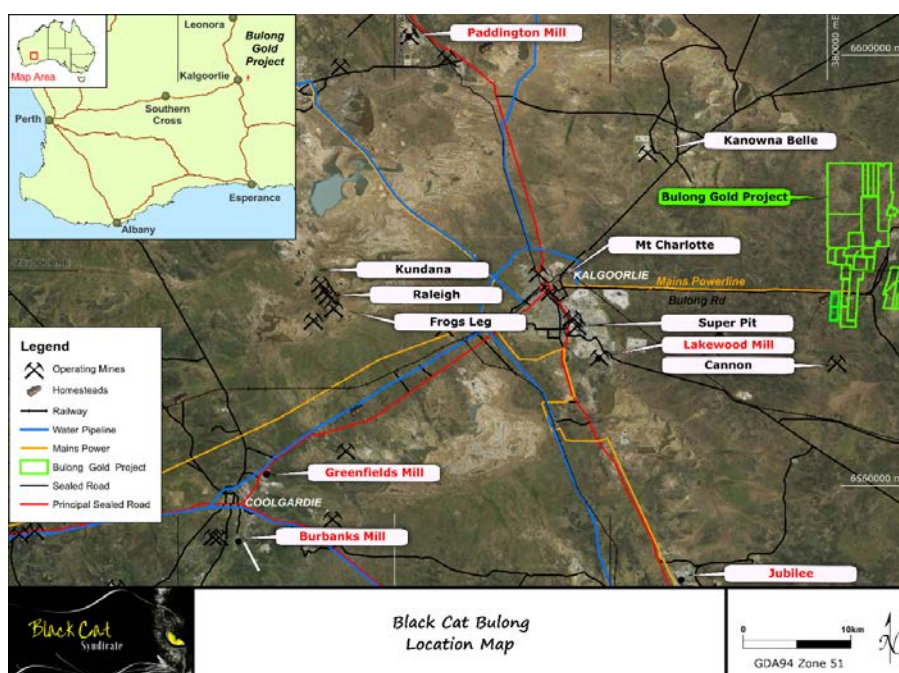 Leonora
Bulong
Gold
Project
Kalgoorlie
Map Area
Southern
Cross
Perth
Esperance
Albany
Paddington Mill
380000 mE
6600000 m
Kanowna Belle
Bulong Gold Project
Mt Charlotte
KALGOORLIE
Kundana
Mains Powerline
Raleigh
Bulong Rd
Frogs Leg
Super Pit
Lakewood Mill
Cannon
Legend
Operating Mines
Homesteads
Railway
Water Pipeline
Mains Power
Bulong Gold Project
Sealed Road
Principal Sealed Road
Greenfields Mill
6560000 m
COOLGARDIE
Burbanks Mill
Jubilee
Black Cat
Syndicate
Black Cat Bulong
Location Map
0 10km
GDA94 Zone 51
N